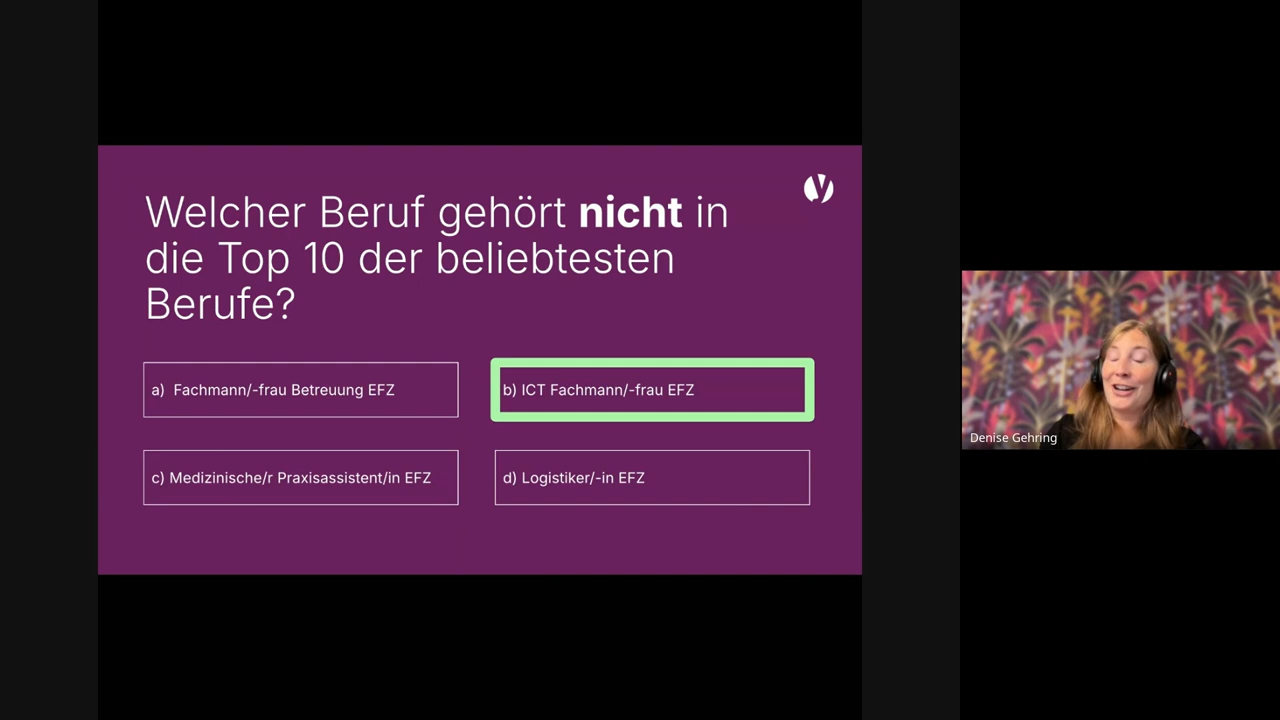 Welcher Beruf gehört nicht in
die Top 10 der beliebtesten
Berufe?
a) Fachmann/-frau Betreuung EFZ
b) ICT Fachmann/-frau EFZ
c) Medizinische/r Praxisassistent/in EFZ
d) Logistiker/-in EFZ
Denise Gehring